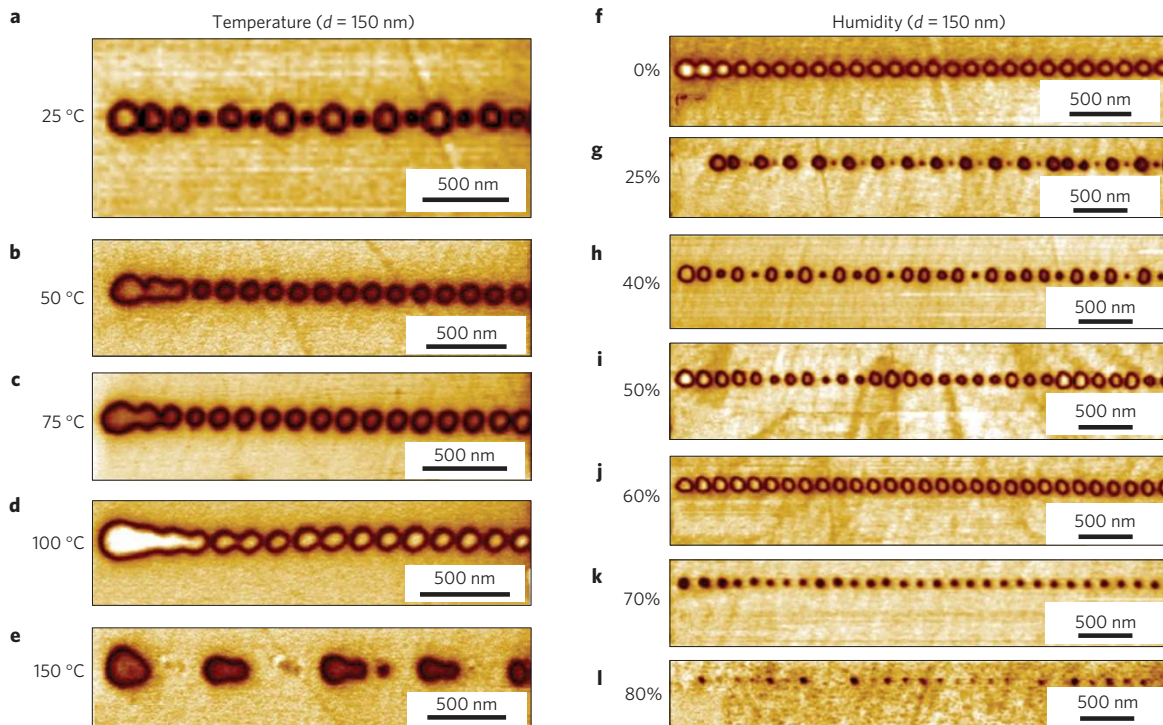 a
Temperature (d = 150 nm)
25 °C
500 nm
b
50 °C
500 nm
c
75 °C
500 nm
d
100 °C
500 nm
e
150 °C
500 nm
f
Humidity (d = 150 nm)
0%
500 nm
g
25%
500 nm
h
40%
500 nm
i
50%
500 nm
j
60%
500 nm
k
70%
500 nm
l
80%
500 nm